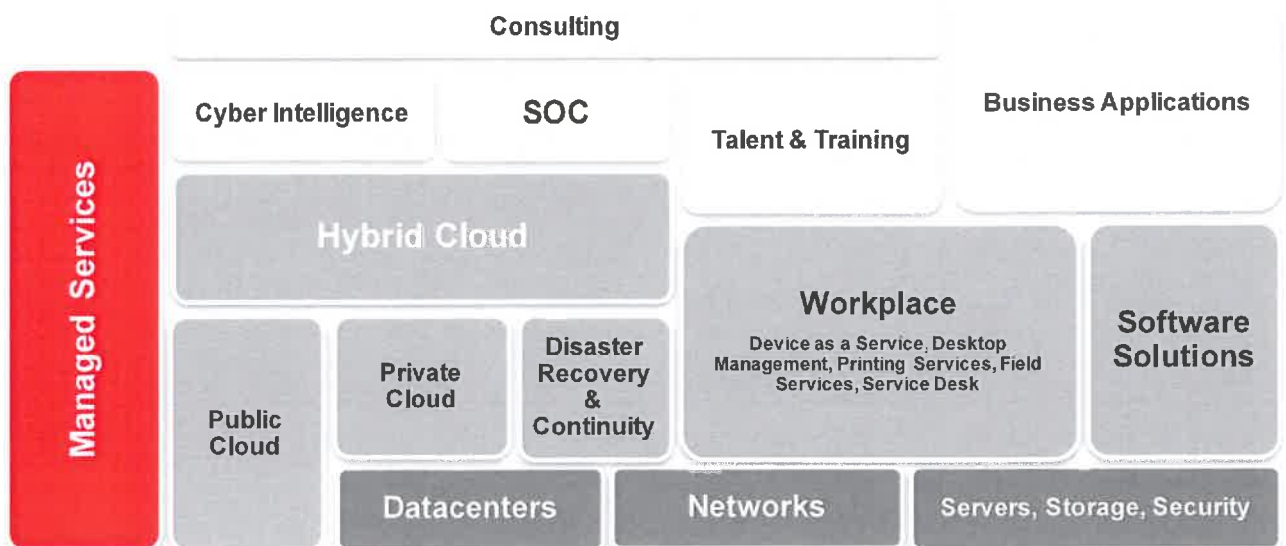 Consulting
Managed Services
Cyber Intelligence
SOC
Talent & Training
Business Applications
Hybrid Cloud
Workplace
Device as a Service, Desktop
Management, Printing Services, Field
Services, Service Desk
Software
Solutions
Public
Cloud
Private
Cloud
Disaster
Recovery
&
Continuity
Datacenters
Networks
Servers, Storage, Security